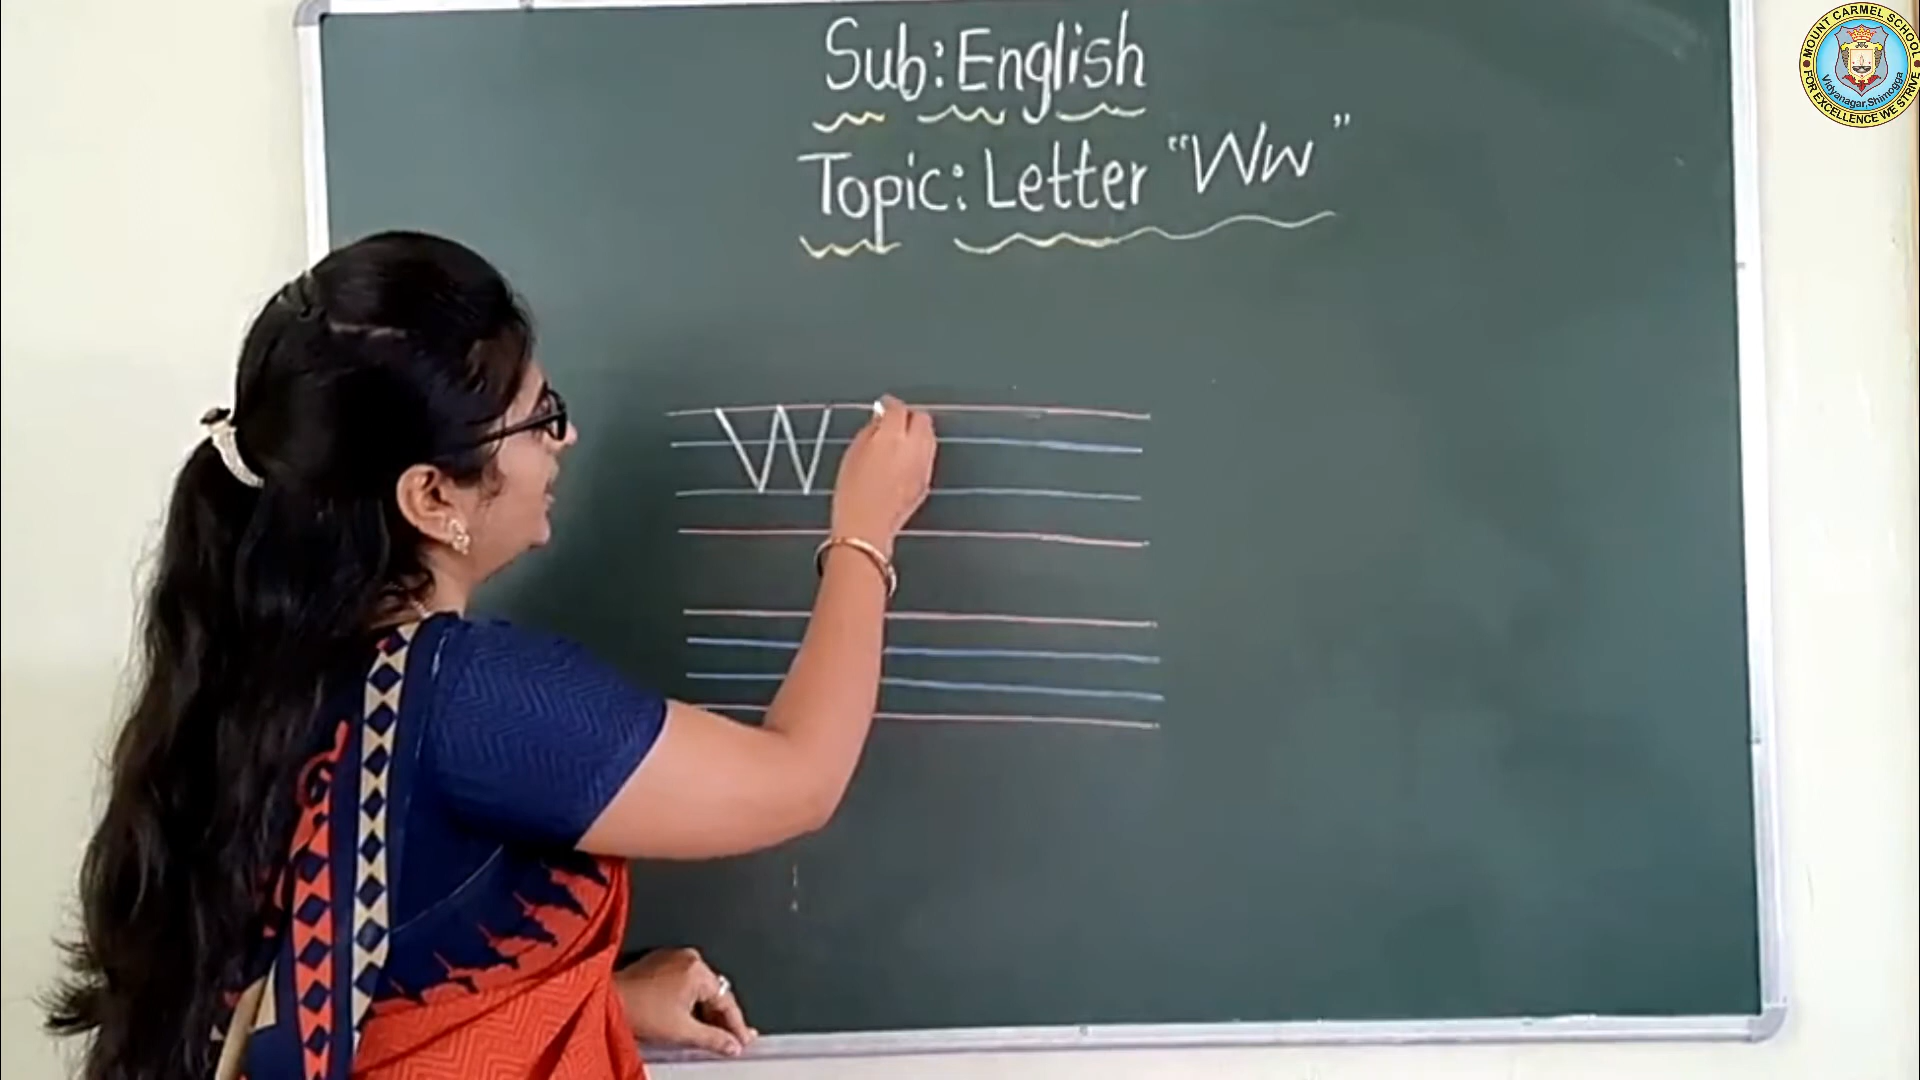 Sub: English
Topic: Letter "Ww"
W
MOUNT CARMEL SCHOOL
Vidyanagar, Shimogga
FOR EXCELLENCE WE STRIVE